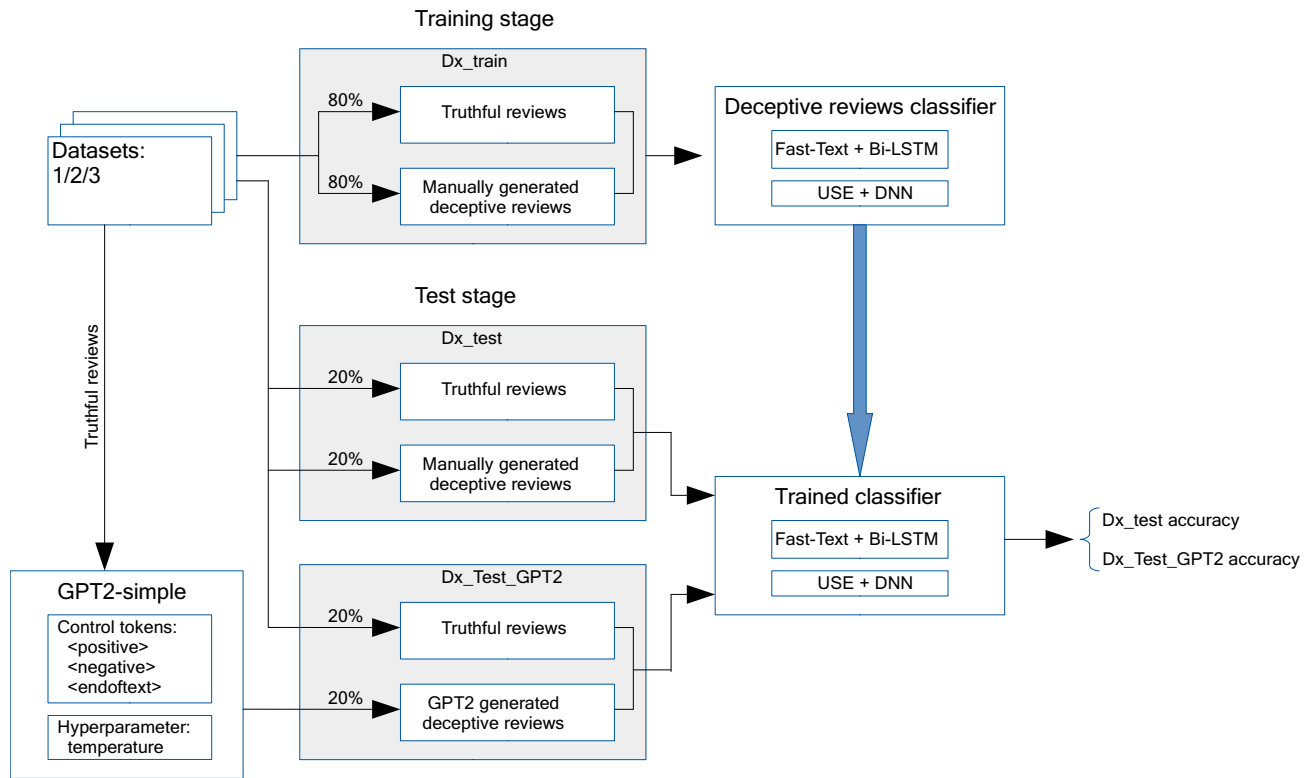 Training stage
Dx_train
80%
Truthful reviews
80%
Manually generated
deceptive reviews
Datasets:
1/2/3
Deceptive reviews classifier
Fast-Text + Bi-LSTM
USE + DNN
Truthful reviews
Test stage
Dx_test
20%
Truthful reviews
20%
Manually generated
deceptive reviews
Trained classifier
Fast-Text + Bi-LSTM
USE + DNN
Dx_test accuracy
Dx_Test_GPT2 accuracy
GPT2-simple
Control tokens:
<positive>
<negative>
<endoftext>
Hyperparameter:
temperature
Dx_Test_GPT2
20%
Truthful reviews
20%
GPT2 generated
deceptive reviews